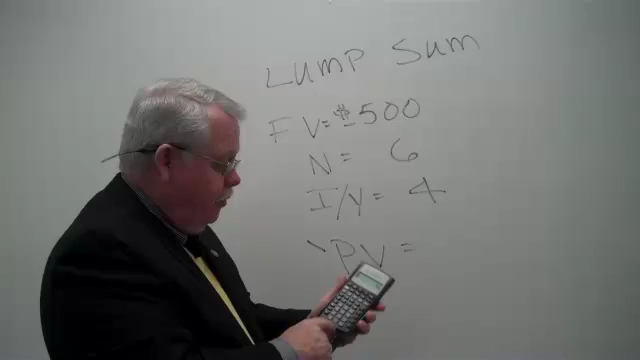 LUMP SUM
FV= $500
N= 6
I/Y= 4
PV=